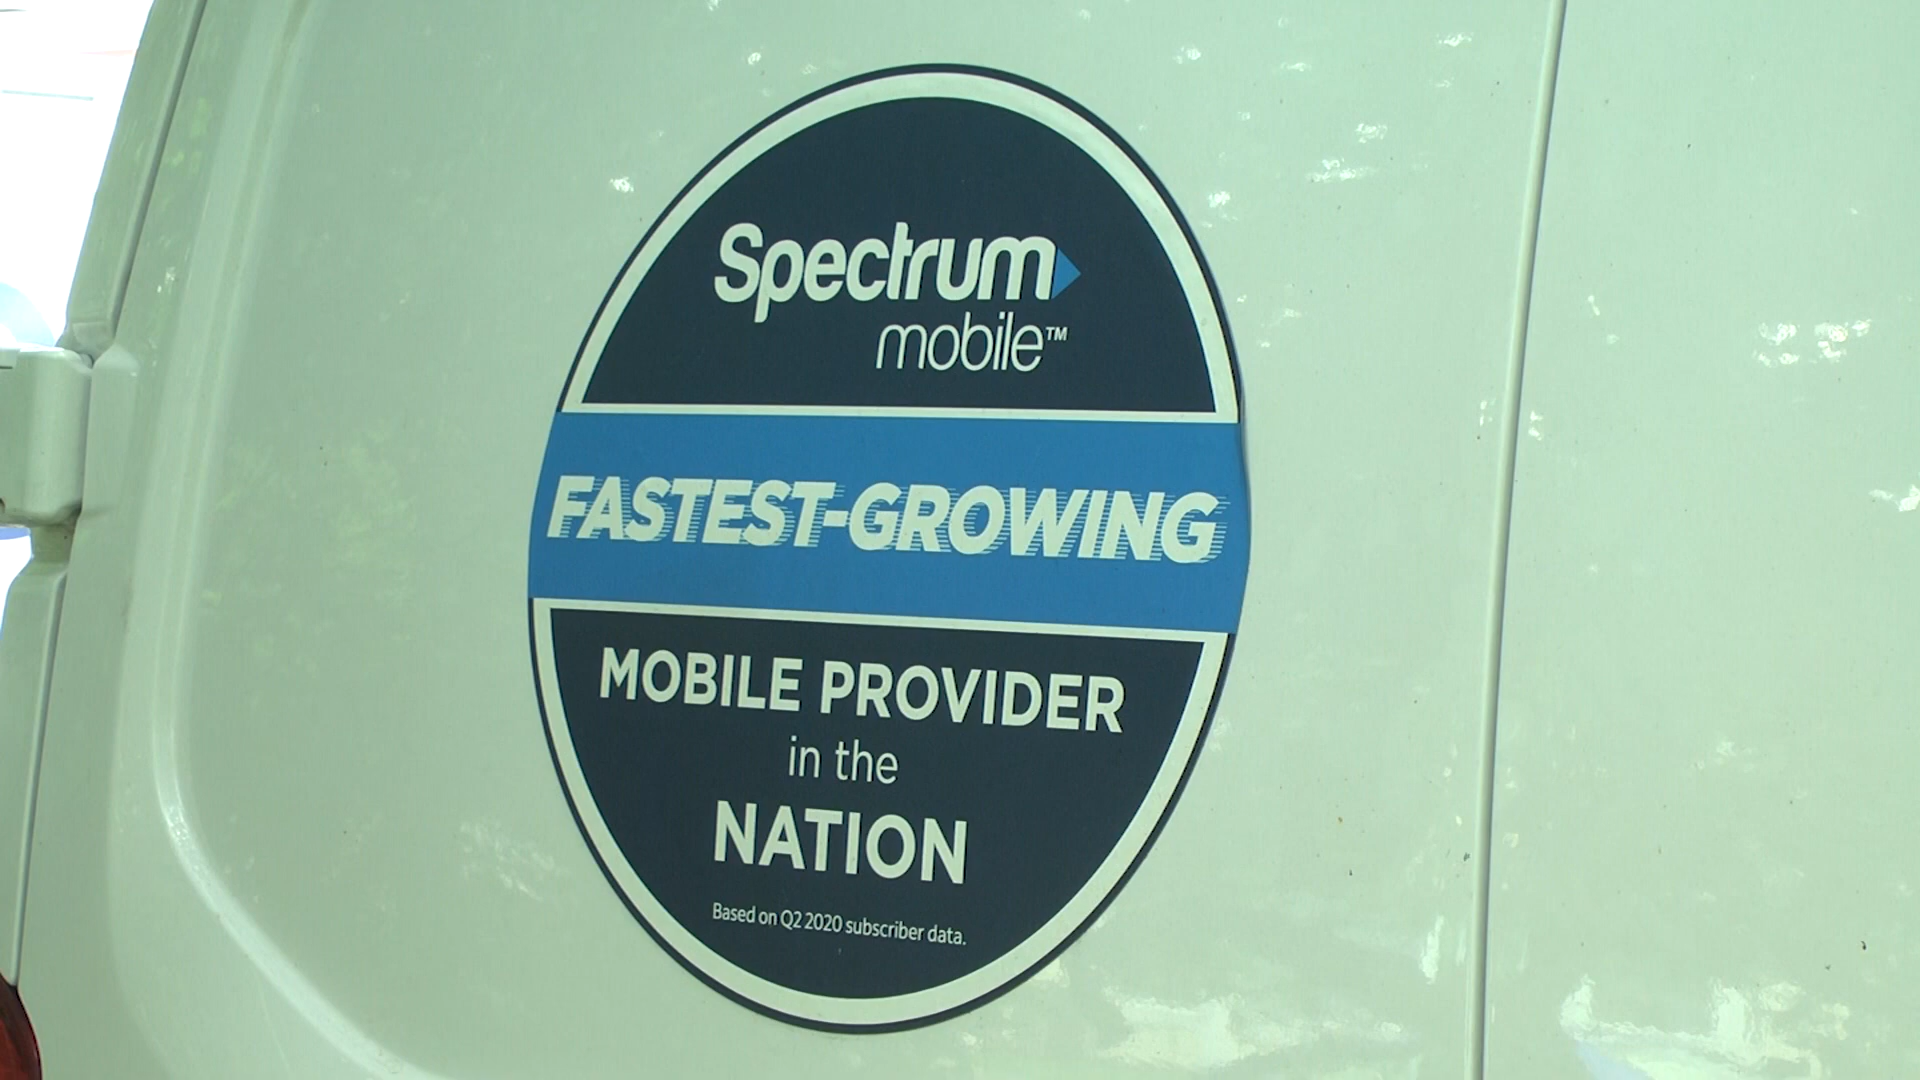 Spectrum
mobile™
FASTEST-GROWING
MOBILE PROVIDER
in the
NATION
Based on Q2 2020 subscriber data.